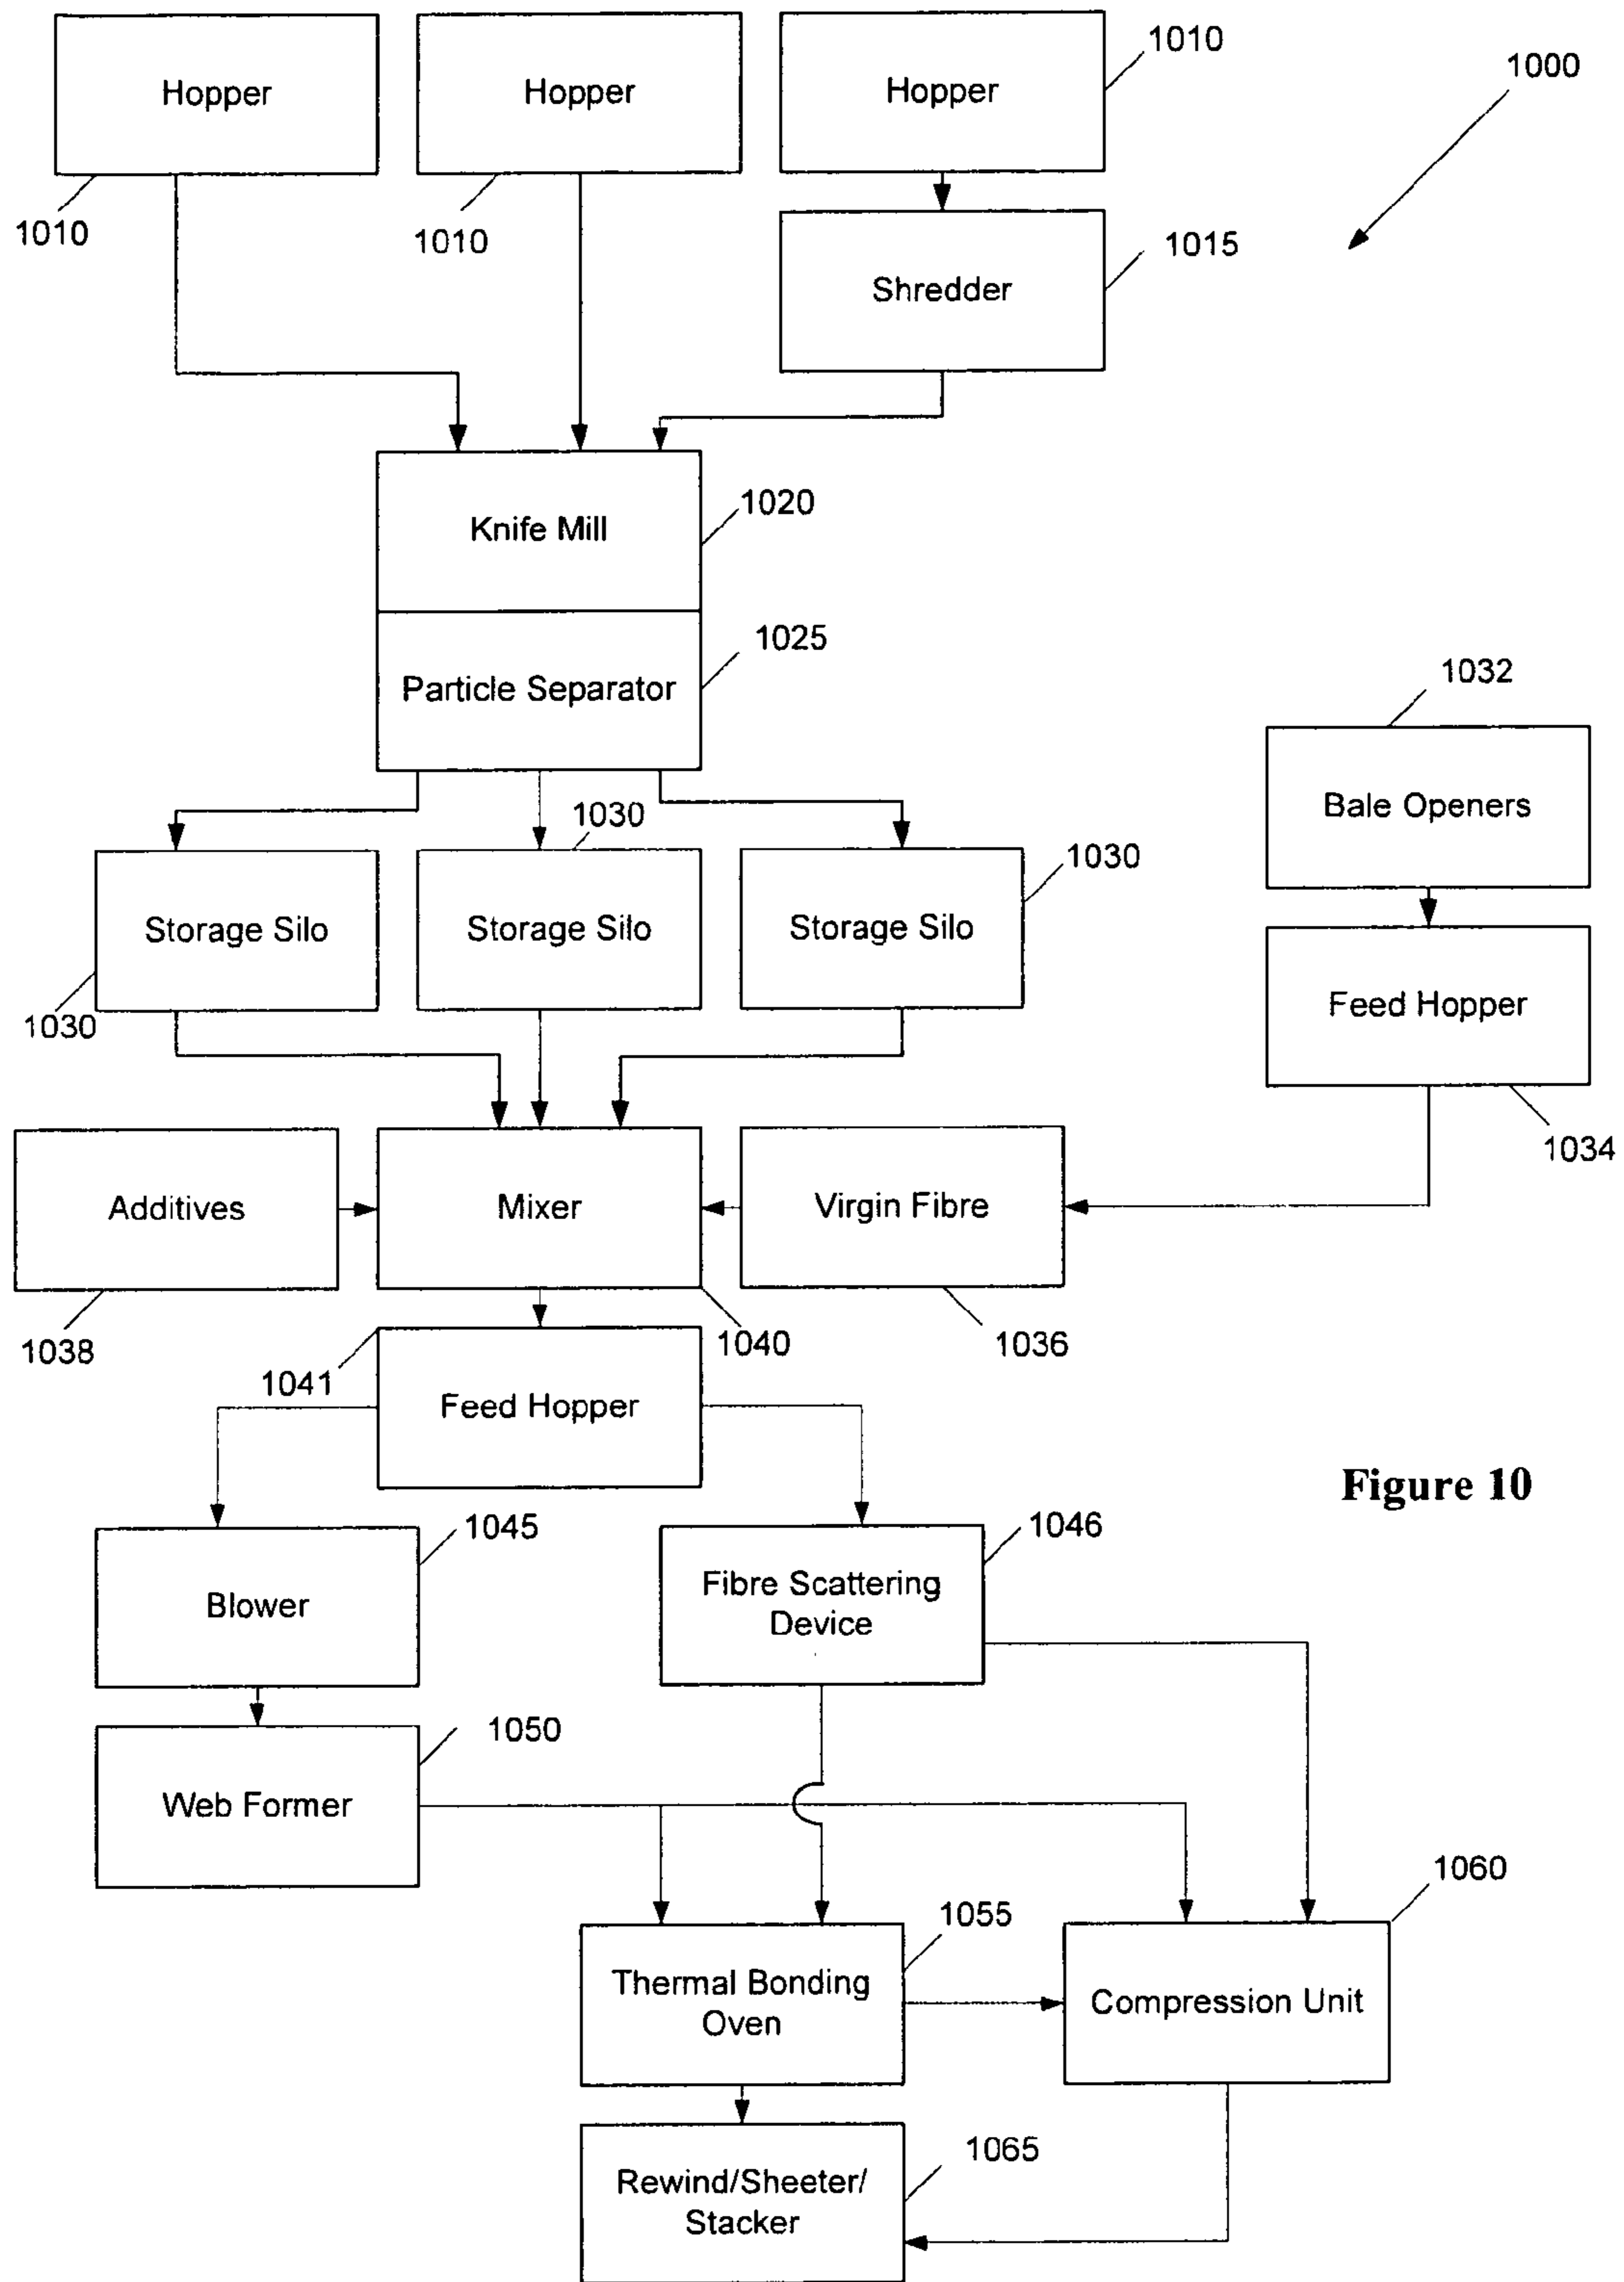 Hopper
Hopper
Hopper
1010
1000
1010
1010
1015
Shredder
1020
Knife Mill
1025
Particle Separator
1032
Bale Openers
1030
1030
Storage Silo
Storage Silo
Storage Silo
1030
Feed Hopper
1034
Additives
Mixer
Virgin Fibre
1038
1040
1036
1041
Feed Hopper
Figure 10
1045
1046
Blower
Fibre Scattering
Device
1050
Web Former
1060
1055
Thermal Bonding
Oven
Compression Unit
1065
Rewind/Sheeter/
Stacker